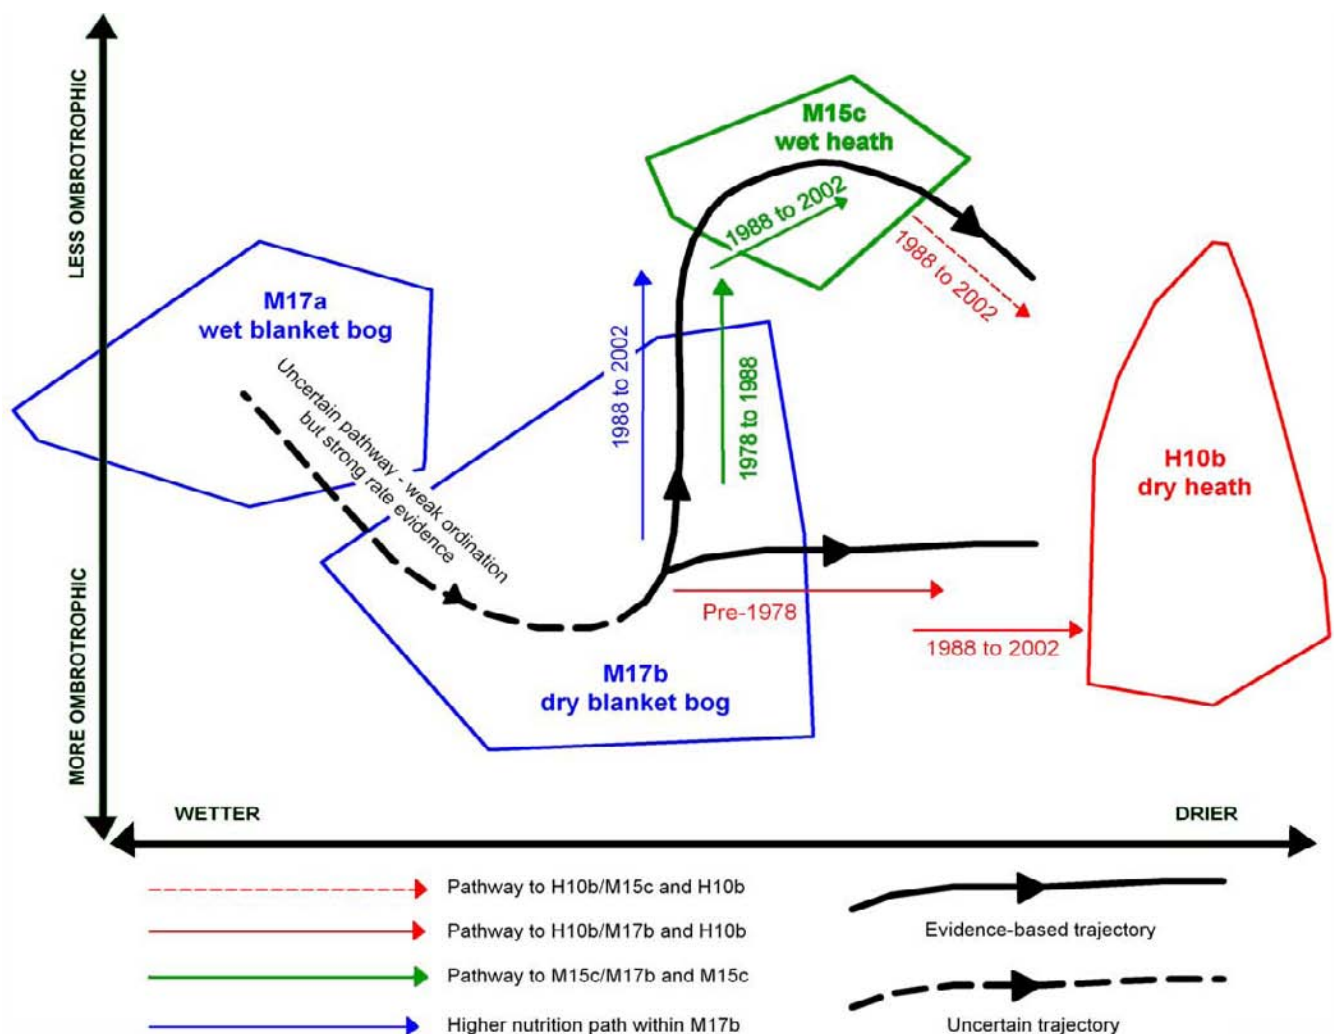 LESS OMBROTROPHIC
MORE OMBROTROPHIC
M15c
wet heath
1988 to 2002
1988 to 2002
M17a
wet blanket bog
Uncertain pathway - weak ordination
but strong rate evidence
1988 to 2002
1978 to 1988
H10b
dry heath
Pre-1978
1988 to 2002
M17b
dry blanket bog
WETTER
DRIER
Pathway to H10b/M15c and H10b
Pathway to H10b/M17b and H10b
Pathway to M15c/M17b and M15c
Higher nutrition path within M17b
Evidence-based trajectory
Uncertain trajectory